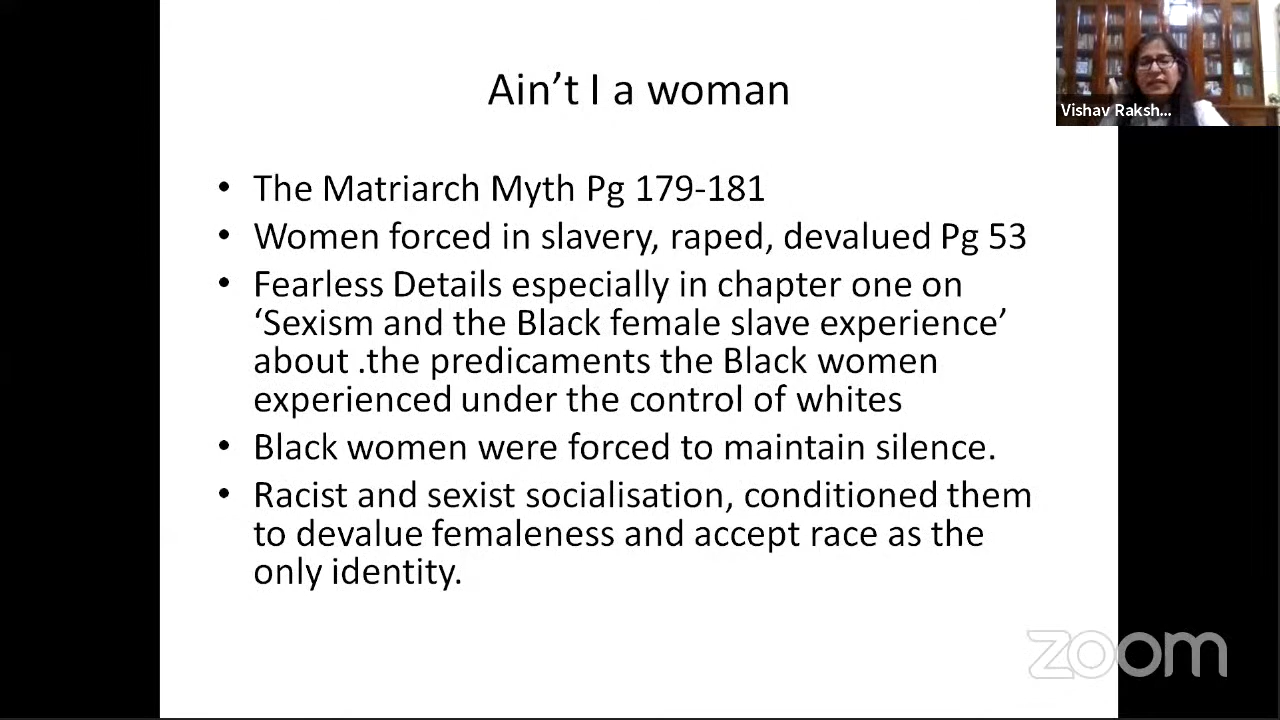 Ain't I a woman
Vishav Raksh...
• The Matriarch Myth Pg 179-181
• Women forced in slavery, raped, devalued Pg 53
• Fearless Details especially in chapter one on
‘Sexism and the Black female slave experience’
about .the predicaments the Black women
experienced under the control of whites
• Black women were forced to maintain silence.
• Racist and sexist socialisation, conditioned them
to devalue femaleness and accept race as the
only identity.
zoom